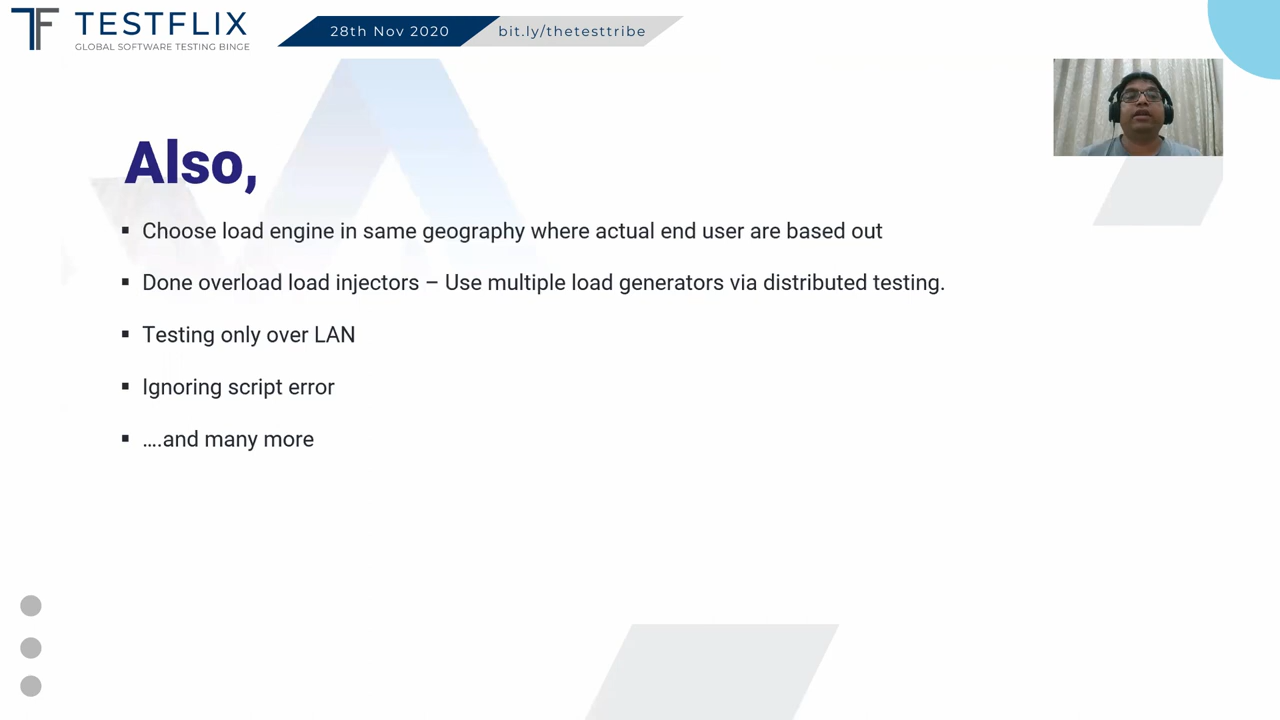 TF TESTFLIX
GLOBAL SOFTWARE TESTING BINGE
28th Nov 2020
bit.ly/thetesttribe
Also,
▪ Choose load engine in same geography where actual end user are based out
▪ Done overload load injectors – Use multiple load generators via distributed testing.
▪ Testing only over LAN
▪ Ignoring script error
▪ ….and many more